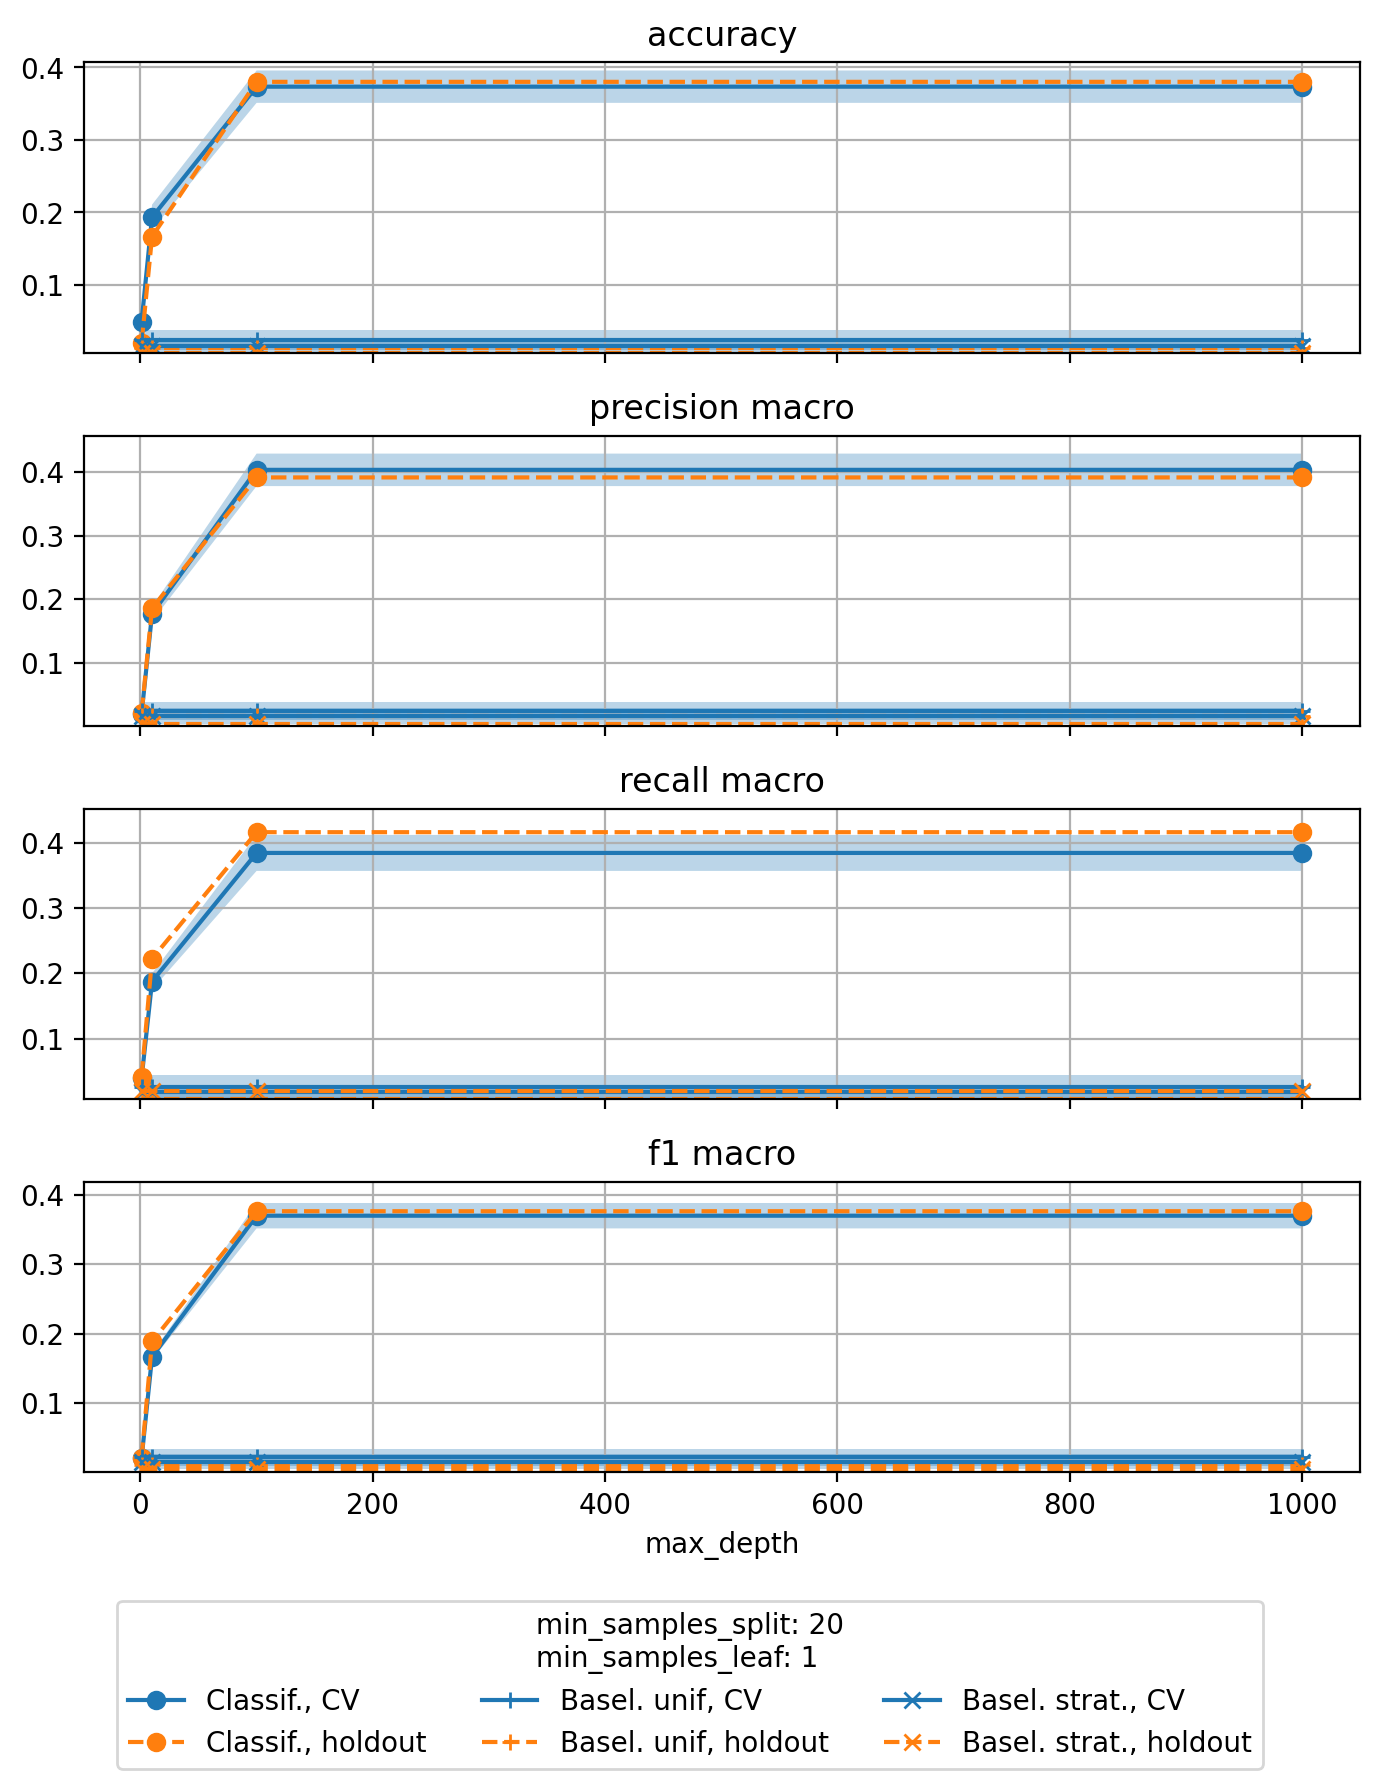 accuracy
0.4
0.3
0.2
0.1
precision macro
0.4
0.3
0.2
0.1
recall macro
0.4
0.3
0.2
0.1
f1 macro
0.4
0.3
0.2
0.1
0 200 400 600 800 1000
max_depth
min_samples_split: 20
min_samples_leaf: 1
Classif., CV Basel. unif, CV Basel. strat., CV
Classif., holdout Basel. unif, holdout Basel. strat., holdout